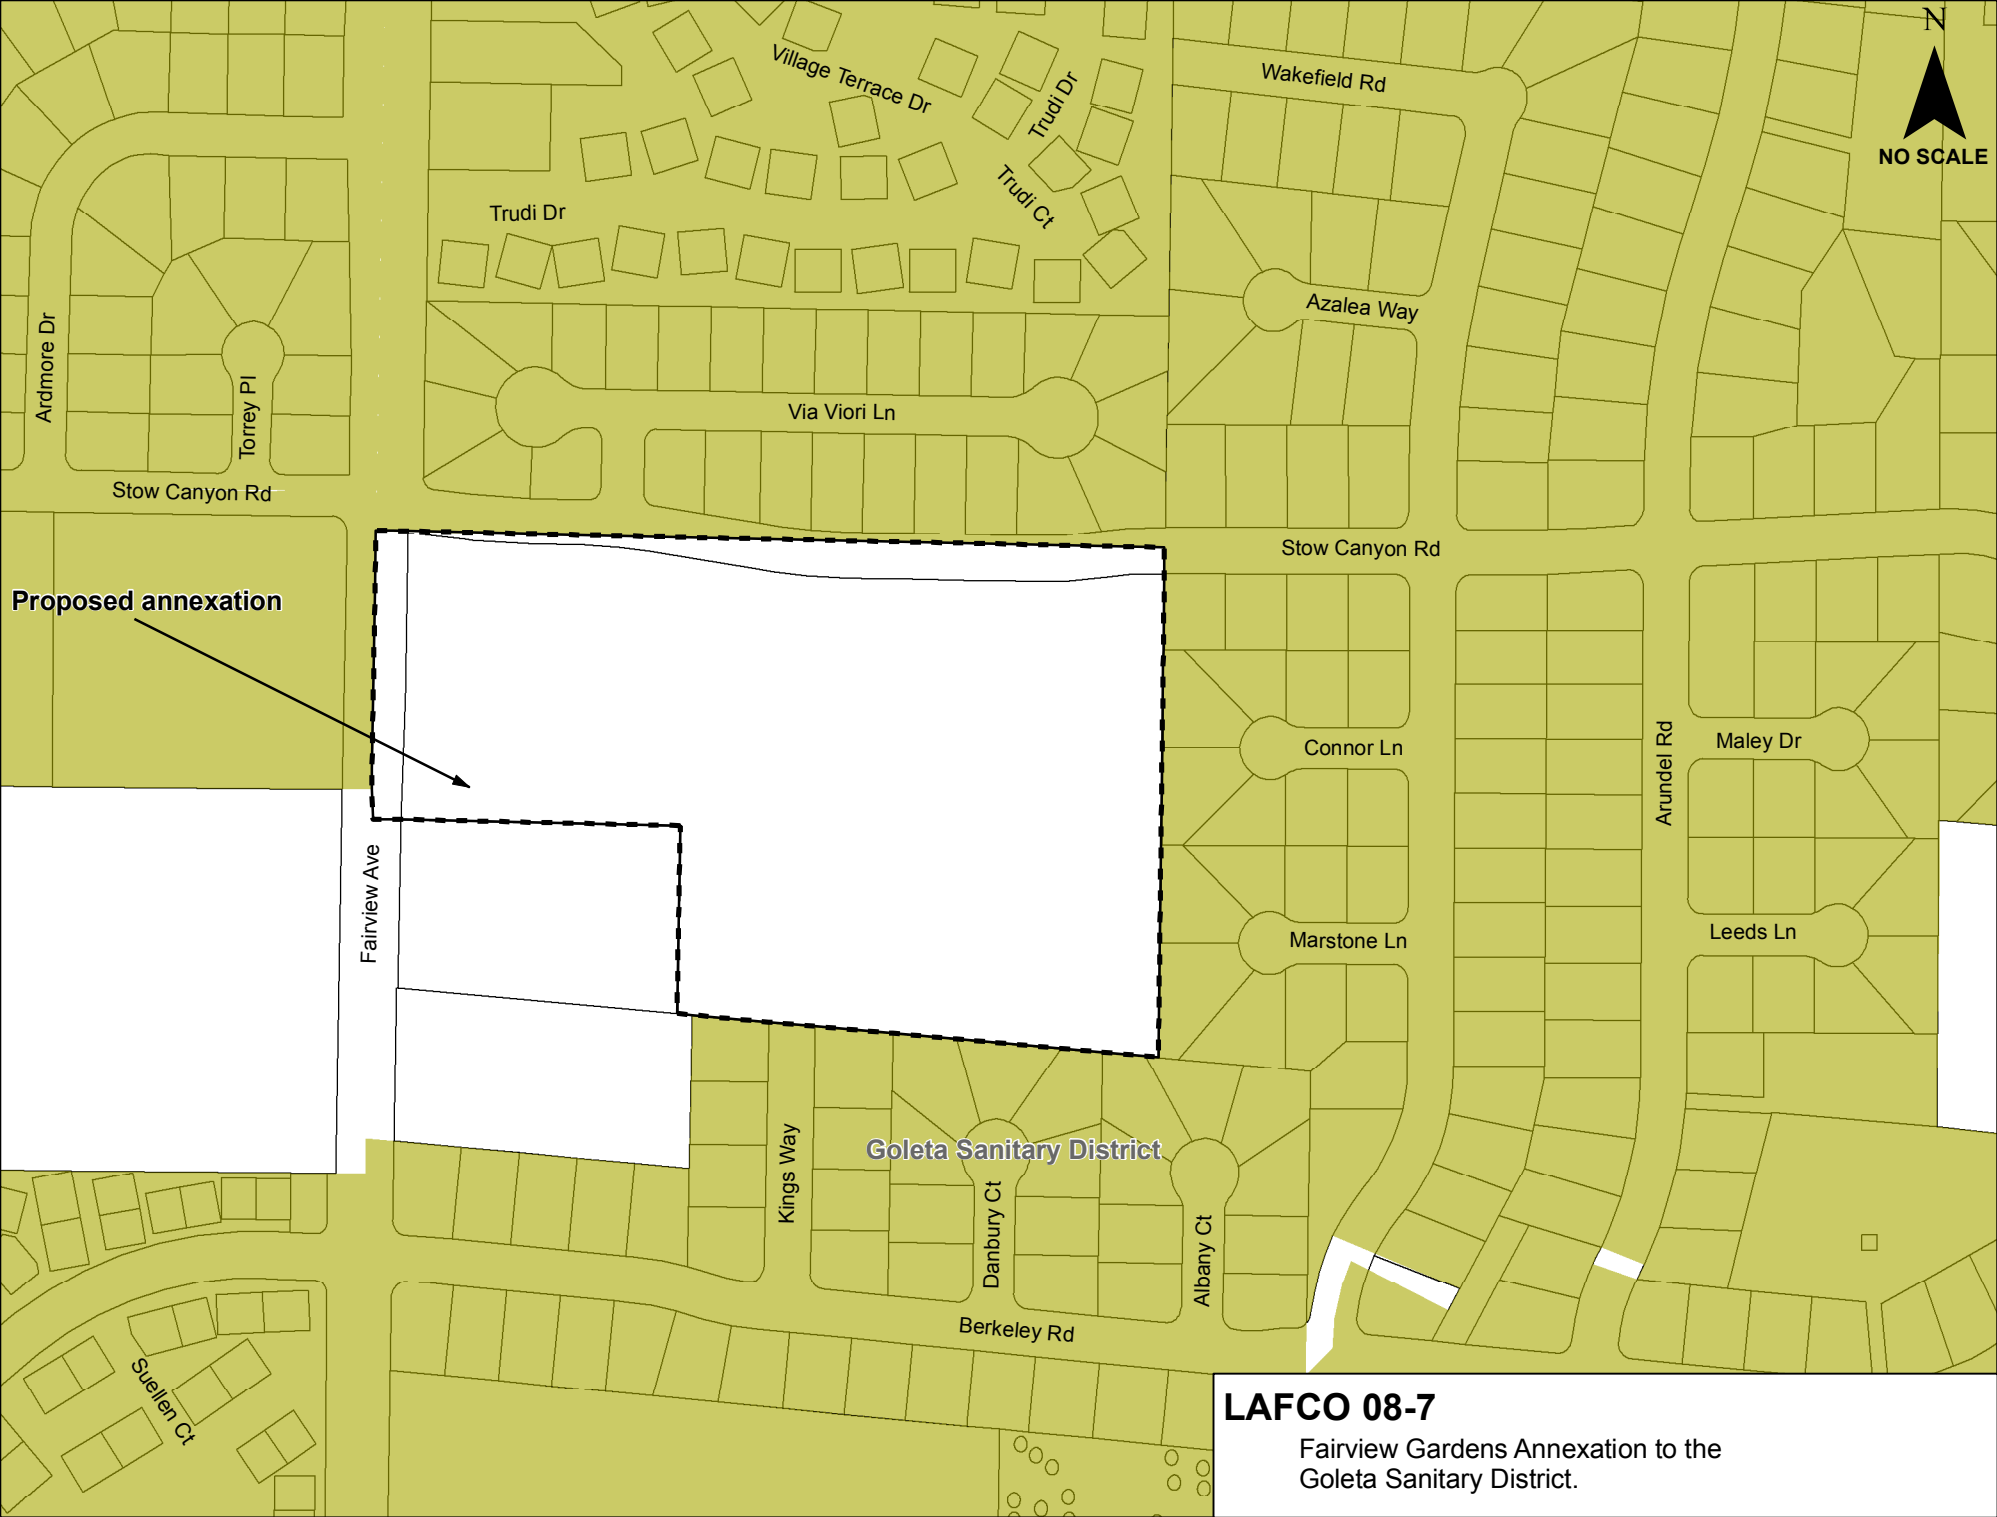 N
NO SCALE
Village Terrace Dr
Trudi Dr
Wakefield Rd
Trudi Ct
Trudi Dr
Azalea Way
Ardmore Dr
Torrey Pl
Via Viori Ln
Stow Canyon Rd
Stow Canyon Rd
Proposed annexation
Connor Ln
Arundel Rd
Maley Dr
Fairview Ave
Marstone Ln
Leeds Ln
Goleta Sanitary District
Kings Way
Danbury Ct
Albany Ct
Berkeley Rd
Suellen Ct
LAFCO 08-7
Fairview Gardens Annexation to the
Goleta Sanitary District.